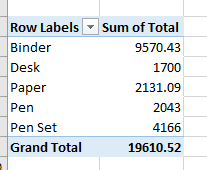 Row Labels Sum of Total
Binder 9570.43
Desk 1700
Paper 2131.09
Pen 2043
Pen Set 4166
Grand Total 19610.52